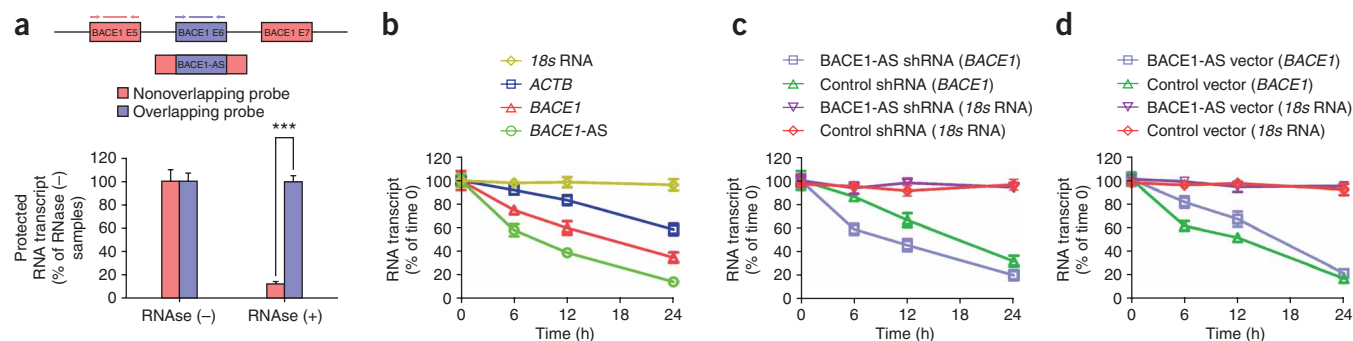 a
BACE1 E5
BACE1 E6
BACE1 E7
BACE1-AS
Nonoverlapping probe
Overlapping probe
***
Protected
RNA transcript
(% of RNase (–)
samples)
120
100
80
60
40
20
0
RNAse (–)
RNAse (+)
b
18s RNA
ACTB
BACE1
BACE1-AS
RNA transcript
(% of time 0)
120
100
80
60
40
20
0
0
6
12
18
24
Time (h)
c
BACE1-AS shRNA (BACE1)
Control shRNA (BACE1)
BACE1-AS shRNA (18s RNA)
Control shRNA (18s RNA)
RNA transcript
(% of time 0)
120
100
80
60
40
20
0
0
6
12
18
24
Time (h)
d
BACE1-AS vector (BACE1)
Control vector (BACE1)
BACE1-AS vector (18s RNA)
Control vector (18s RNA)
RNA transcript
(% of time 0)
120
100
80
60
40
20
0
0
6
12
18
24
Time (h)